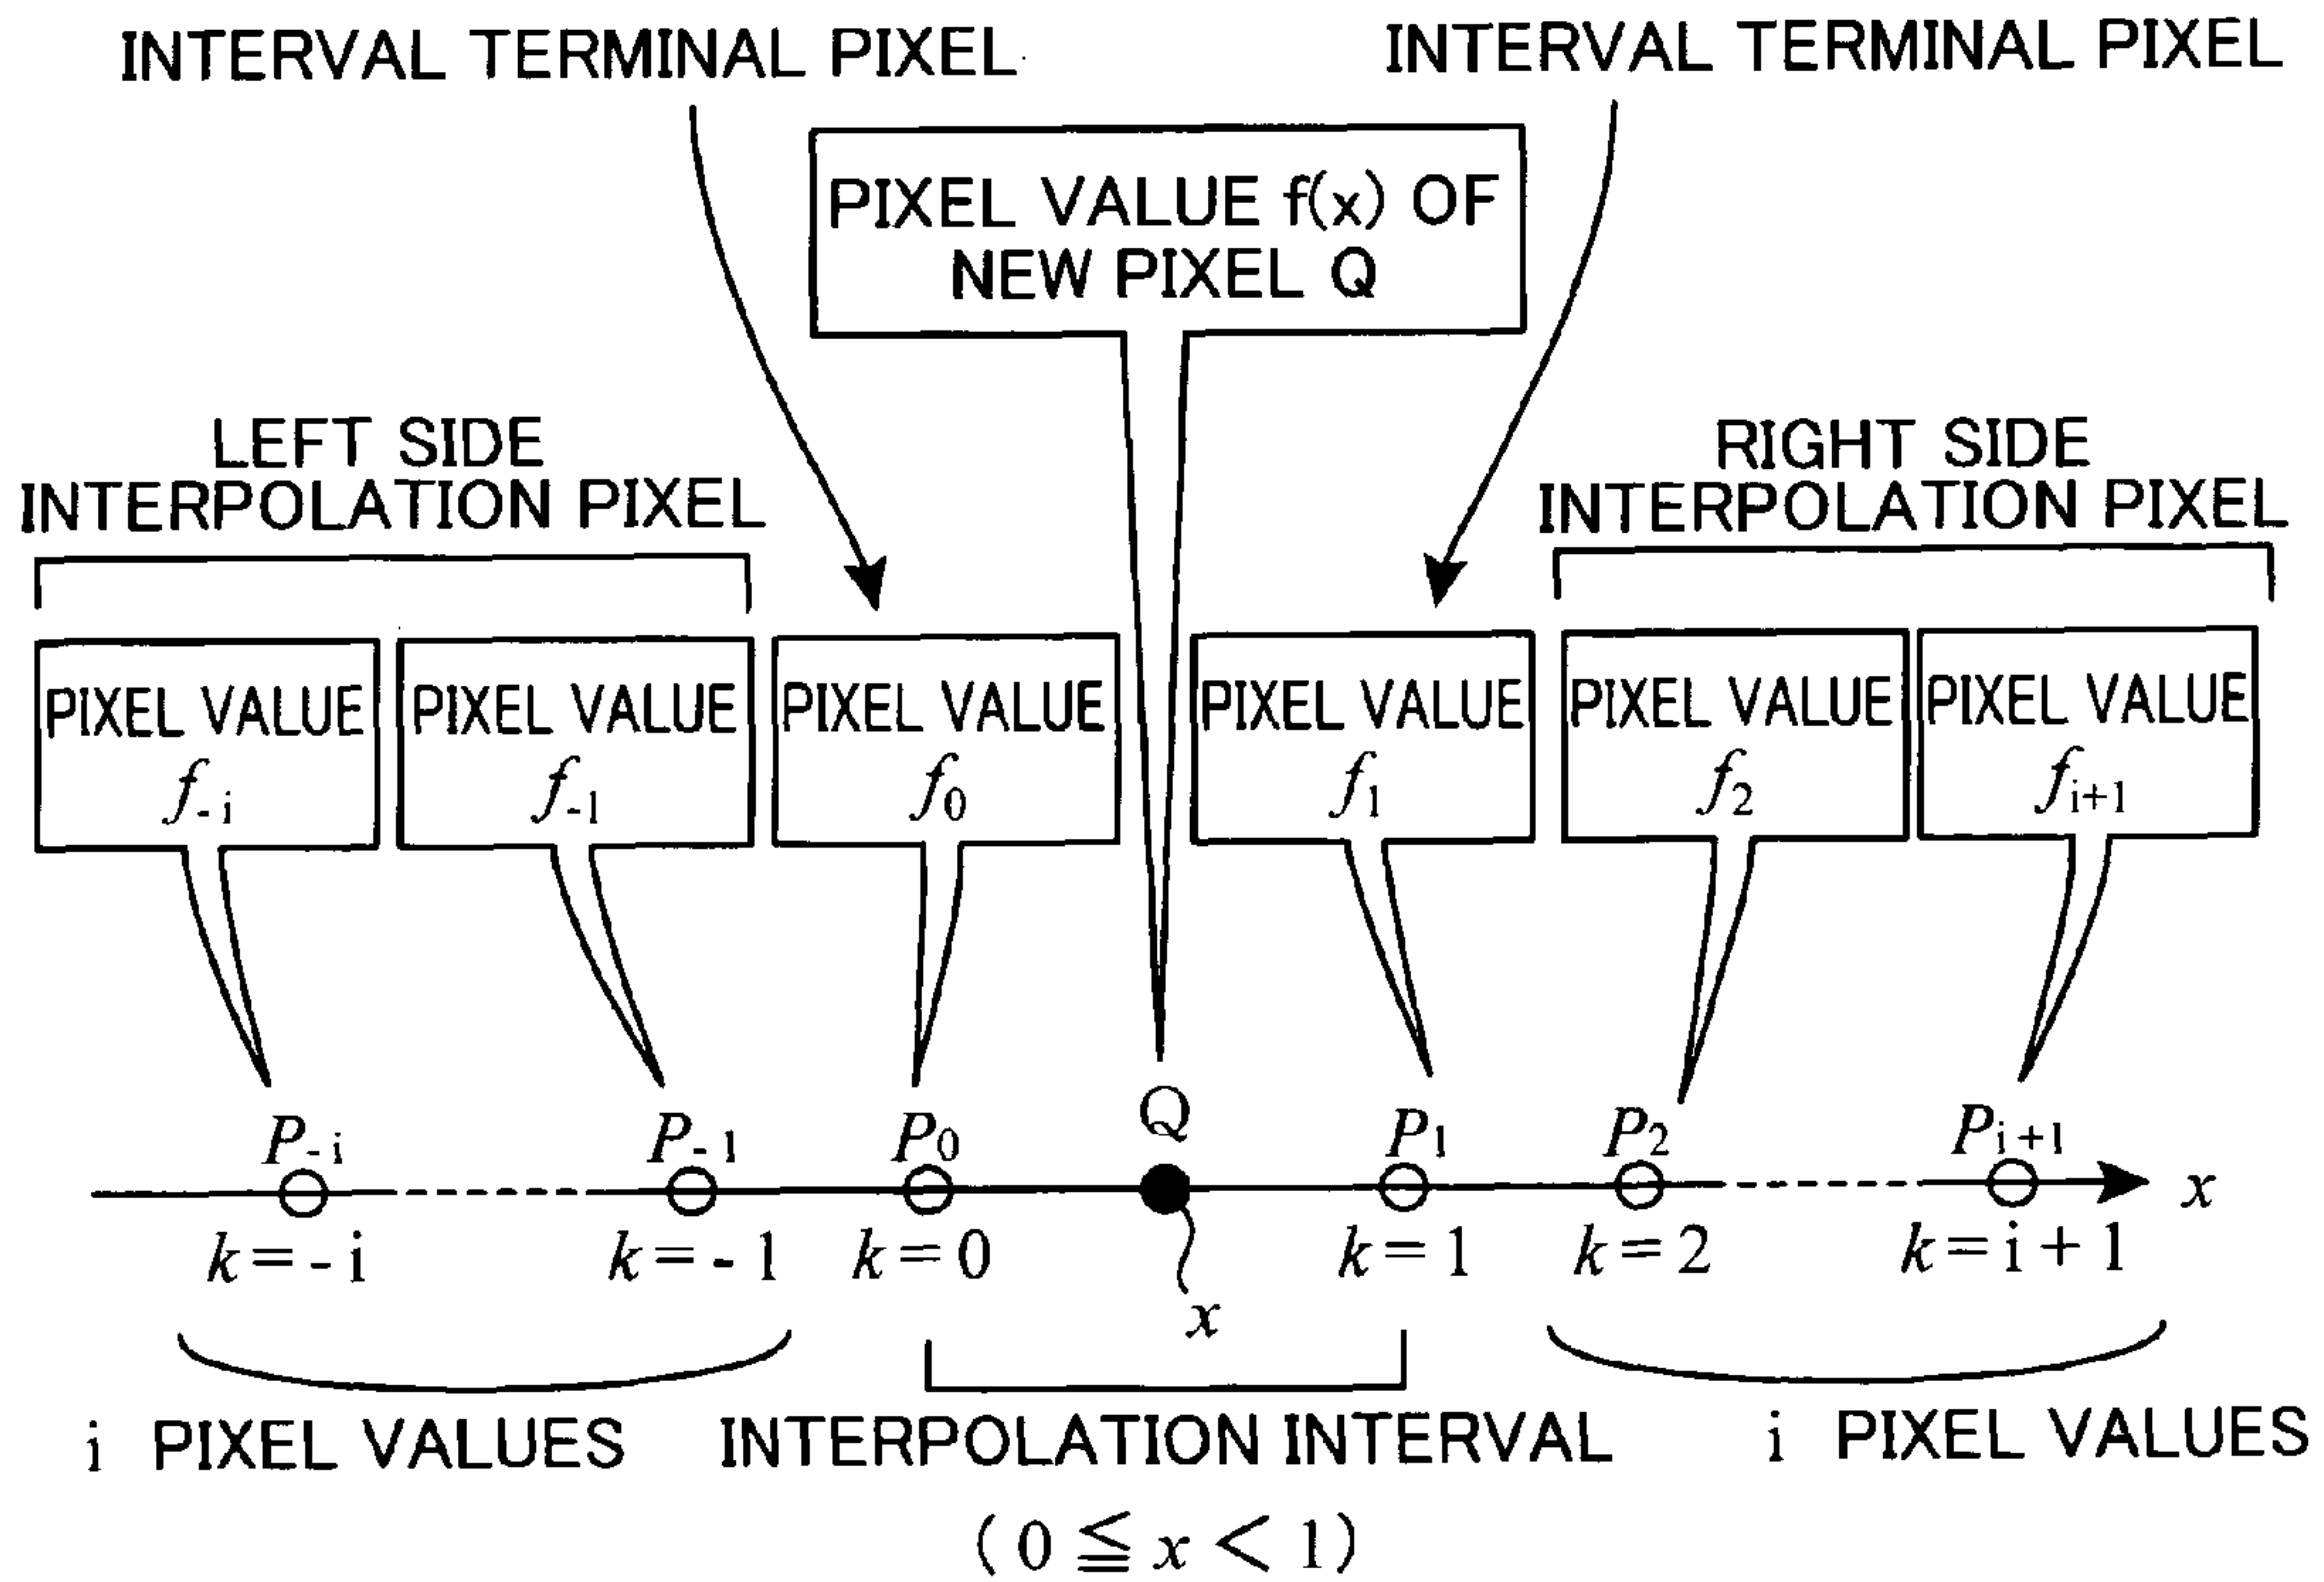 INTERVAL TERMINAL PIXEL
INTERVAL TERMINAL PIXEL
PIXEL VALUE f(x) OF
NEW PIXEL Q
LEFT SIDE
INTERPOLATION PIXEL
RIGHT SIDE
INTERPOLATION PIXEL
PIXEL VALUE
f-i
PIXEL VALUE
f-1
PIXEL VALUE
f0
PIXEL VALUE
f1
PIXEL VALUE
f2
PIXEL VALUE
fi+1
P-i
P-1
P0
Q
P1
P2
Pi+1
x
k=-i
k=-1
k=0
x
k=1
k=2
k=i+1
i PIXEL VALUES
INTERPOLATION INTERVAL
(0≦x<1)
i PIXEL VALUES